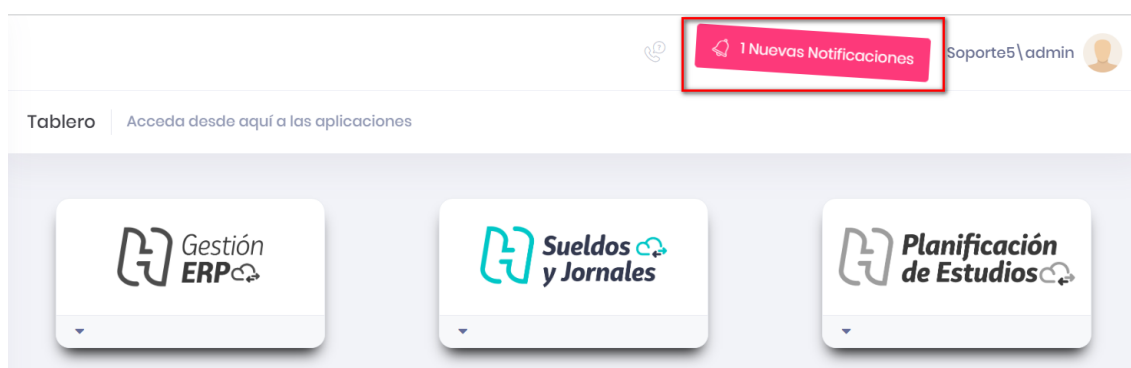 1 Nuevas Notificaciones
Soporte5\admin
Tablero
Acceda desde aquí a las aplicaciones
Gestión
ERP
Sueldos
y Jornales
Planificación
de Estudios